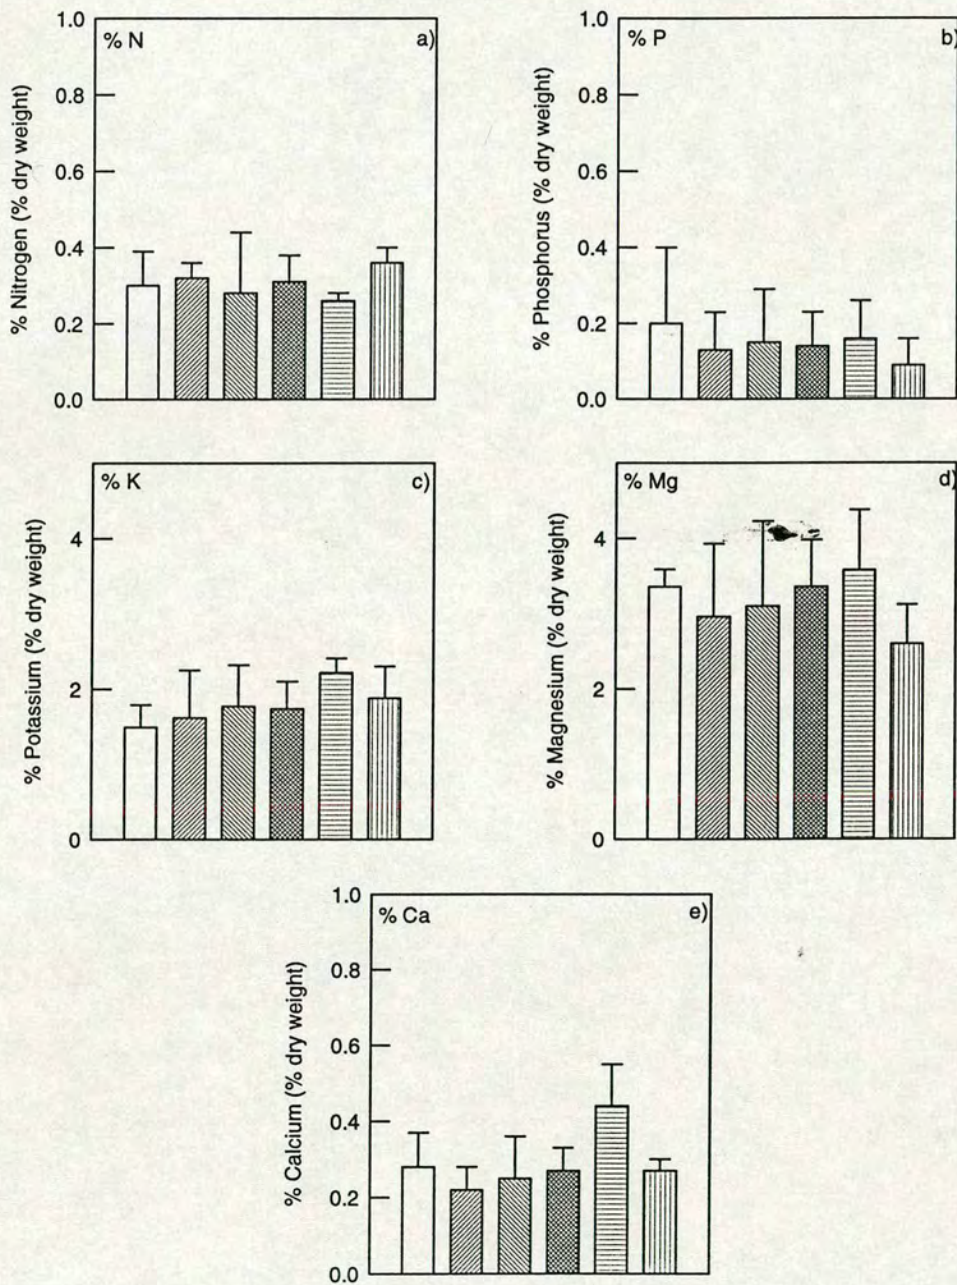 % N
a)
% Nitrogen (% dry weight)
1.0
0.8
0.6
0.4
0.2
0.0
% P
b)
% Phosphorus (% dry weight)
1.0
0.8
0.6
0.4
0.2
0.0
% K
c)
% Potassium (% dry weight)
4
2
0
% Mg
d)
% Magnesium (% dry weight)
4
2
0
% Ca
e)
% Calcium (% dry weight)
1.0
0.8
0.6
0.4
0.2
0.0